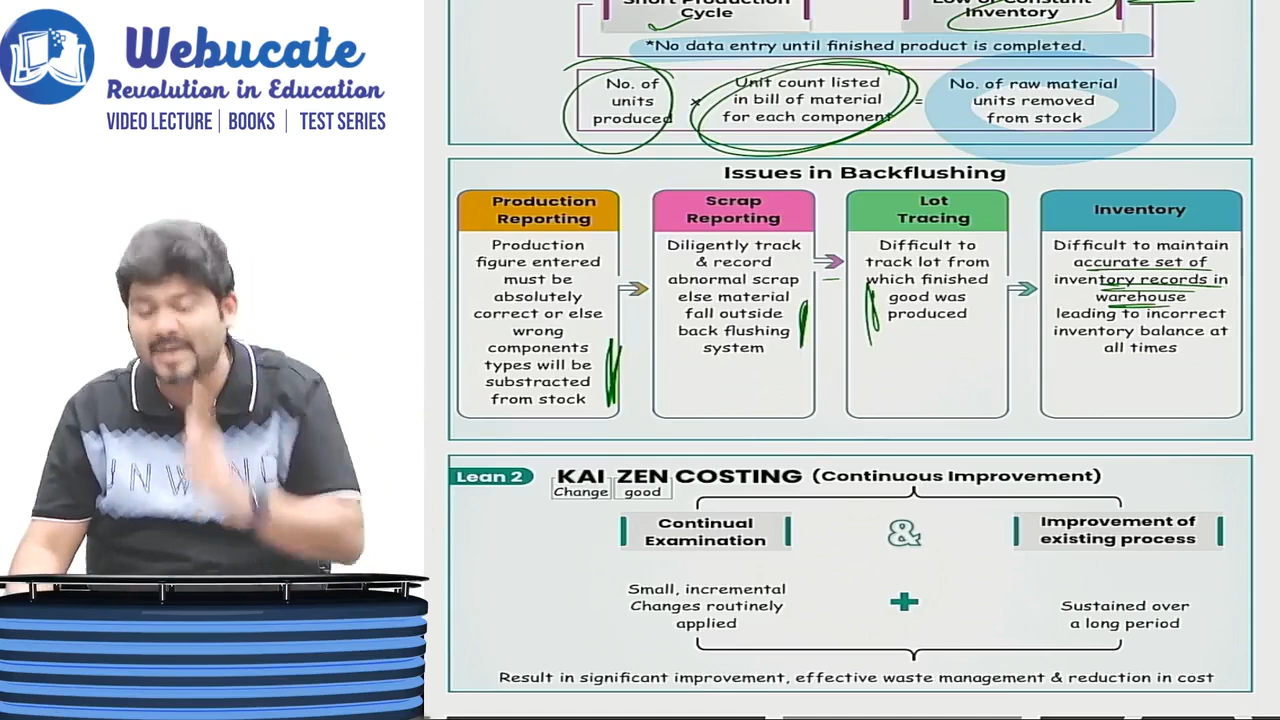 Webucate
Revolution in Education
VIDEO LECTURE | BOOKS | TEST SERIES
Short Production
Cycle
Low or Constant
Inventory
*No data entry until finished product is completed.
No. of
units
produced
×
Unit count listed
in bill of material
for each component
=
No. of raw material
units removed
from stock
Issues in Backflushing
Production
Reporting
Production
figure entered
must be
absolutely
correct or else
wrong
components
types will be
substracted
from stock
Scrap
Reporting
Diligently track
& record
abnormal scrap
else material
fall outside
back flushing
system
Lot
Tracing
Difficult to
track lot from
which finished
good was
produced
Inventory
Difficult to maintain
accurate set of
inventory records in
warehouse
leading to incorrect
inventory balance at
all times
Lean 2
KAI ZEN COSTING (Continuous Improvement)
Change good
Continual
Examination
&
Improvement of
existing process
Small, incremental
Changes routinely
applied
+
Sustained over
a long period
Result in significant improvement, effective waste management & reduction in cost